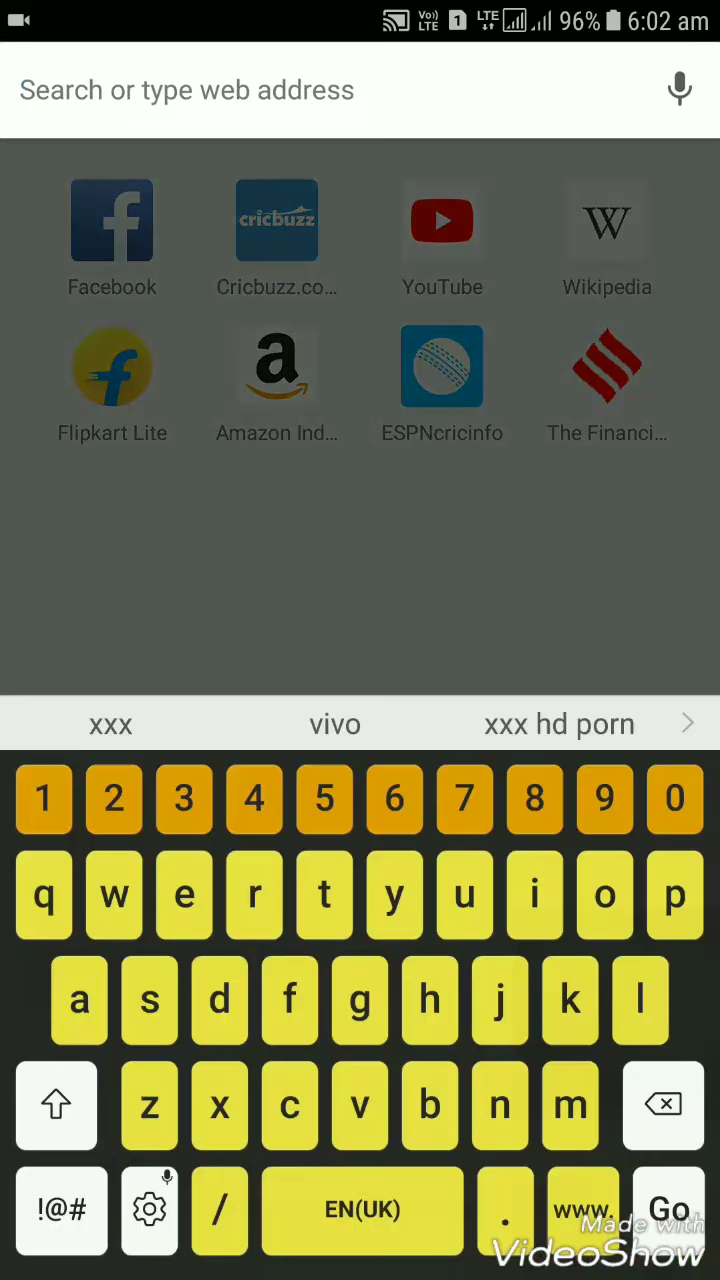 Vo)) LTE 1 LTE 96% 6:02 am
Search or type web address
f cricbuzz W
Facebook Cricbuzz.co... YouTube Wikipedia
f a
Flipkart Lite Amazon Ind... ESPNcricinfo The Financi...
xxx vivo xxx hd porn
1 2 3 4 5 6 7 8 9 0
q w e r t y u i o p
a s d f g h j k l
z x c v b n m
!@# / EN(UK) . www. Go
Made with
VideoShow